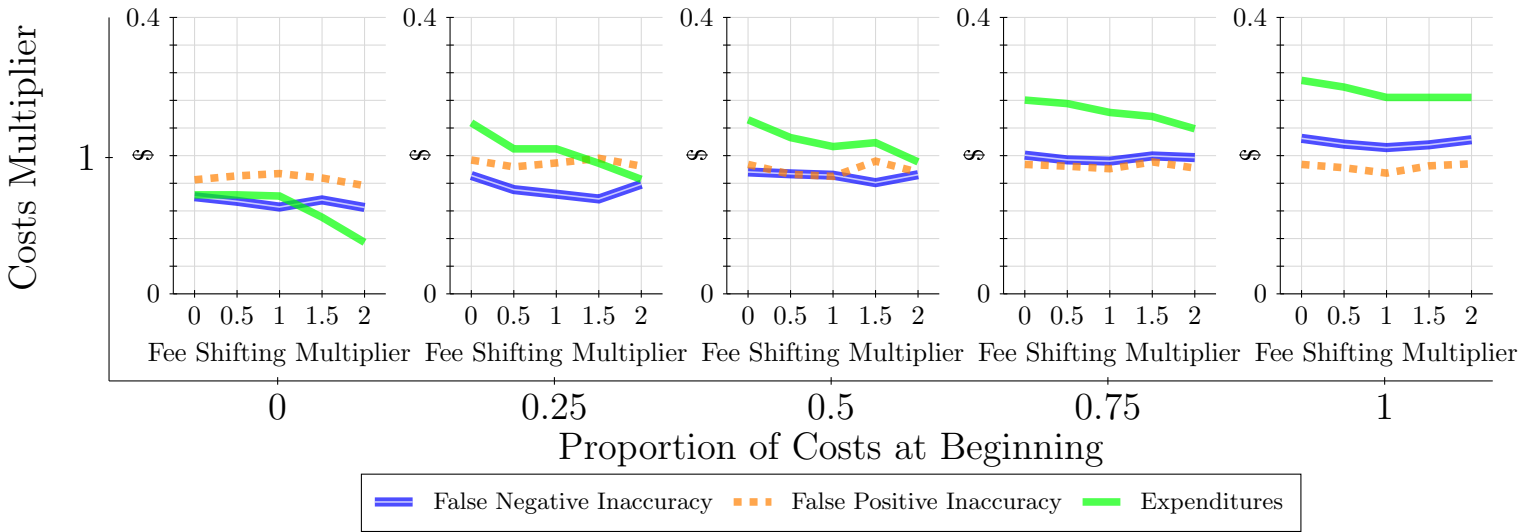 Costs Multiplier
1
0.4 0.4 0.4 0.4 0.4
$ $ $ $ $
0 0 0 0 0
0 0.5 1 1.5 2 0 0.5 1 1.5 2 0 0.5 1 1.5 2 0 0.5 1 1.5 2 0 0.5 1 1.5 2
Fee Shifting Multiplier Fee Shifting Multiplier Fee Shifting Multiplier Fee Shifting Multiplier Fee Shifting Multiplier
0 0.25 0.5 0.75 1
Proportion of Costs at Beginning
False Negative Inaccuracy False Positive Inaccuracy Expenditures